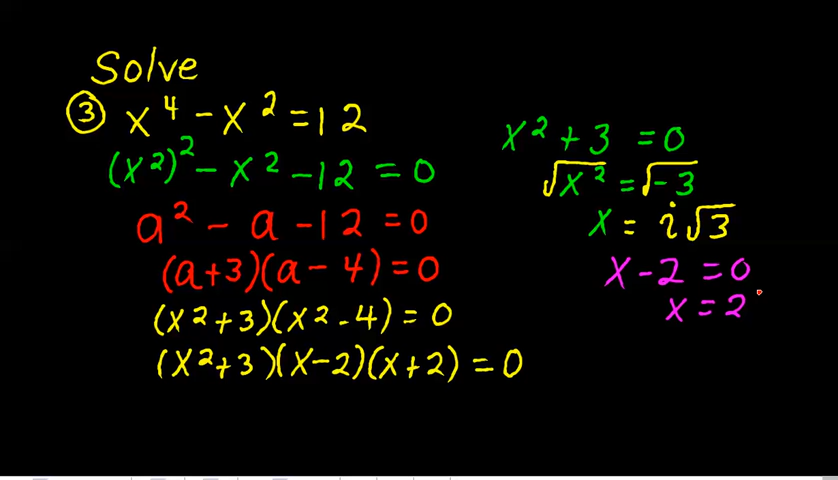 Solve
③ x⁴ - x² = 12
(x²)² - x² - 12 = 0
a² - a - 12 = 0
(a+3)(a-4) = 0
(x²+3)(x²-4) = 0
(x²+3)(x-2)(x+2) = 0
x² + 3 = 0
√x² = √-3
x = i√3
x - 2 = 0
x = 2